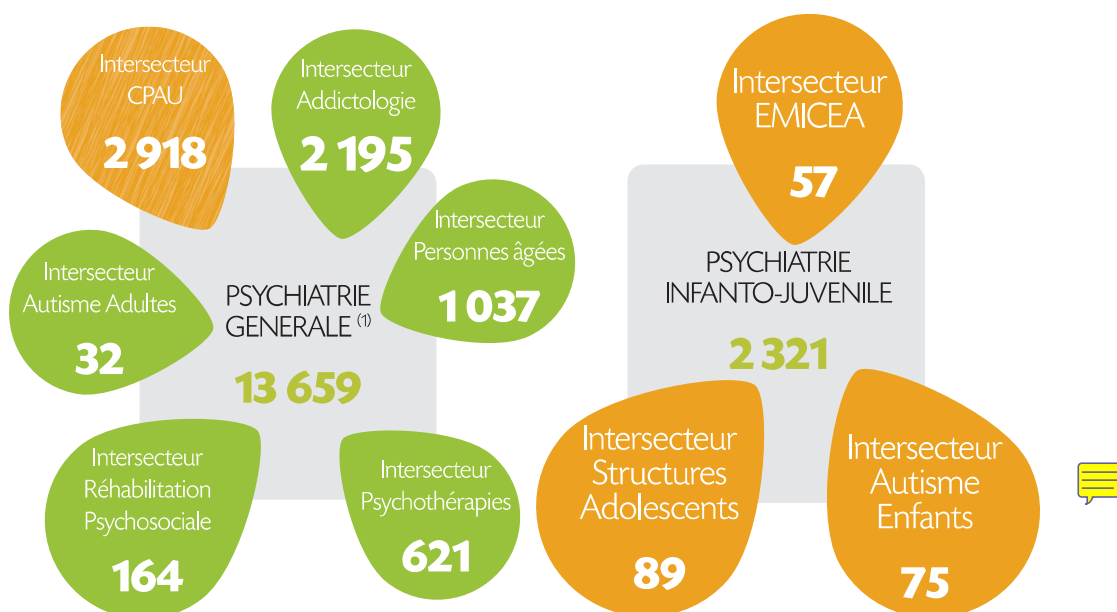 Intersecteur
CPAU
2 918
Intersecteur
Addictologie
2 195
Intersecteur
Personnes âgées
1 037
Intersecteur
Autisme Adultes
32
PSYCHIATRIE
GENERALE (1)
13 659
Intersecteur
Réhabilitation
Psychosociale
164
Intersecteur
Psychothérapies
621
Intersecteur
EMICEA
57
PSYCHIATRIE
INFANTO-JUVENILE
2 321
Intersecteur
Structures
Adolescents
89
Intersecteur
Autisme
Enfants
75